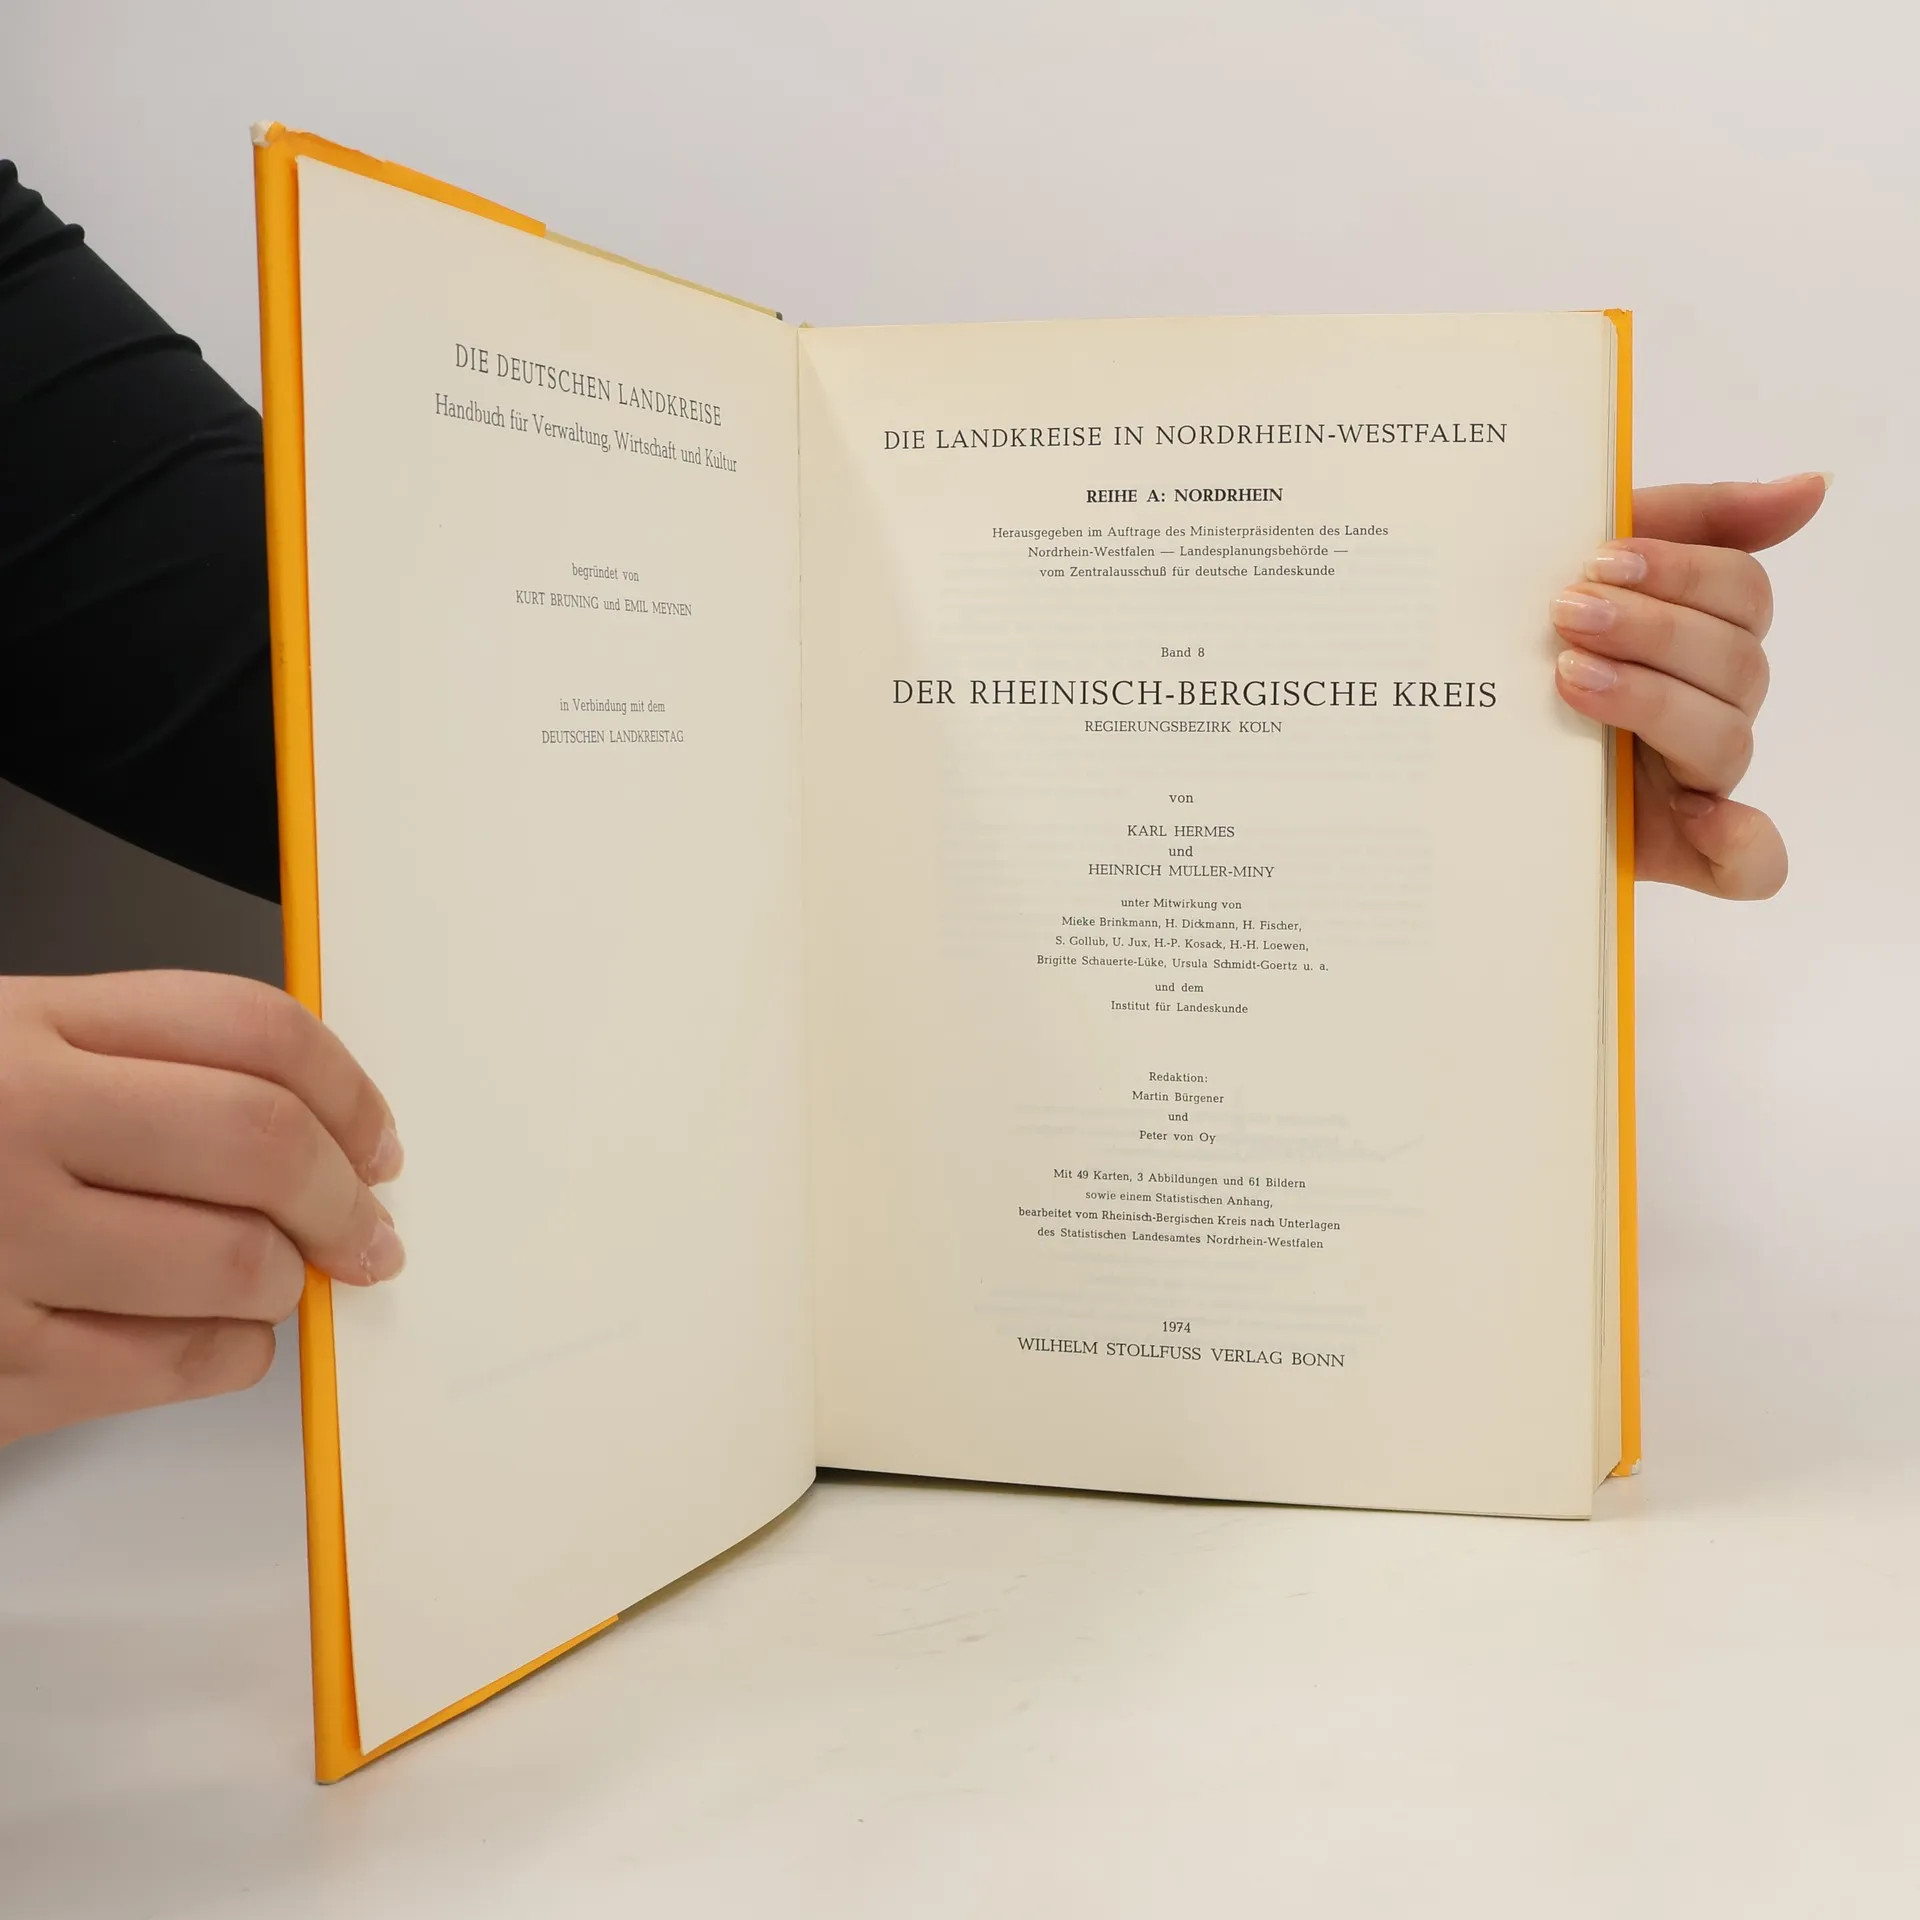 DIE DEUTSCHEN LANDKREISE
Handbuch für Verwaltung, Wirtschaft und Kultur
begründet von
KURT BRÜNING und EMIL MEYNEN
in Verbindung mit dem
DEUTSCHEN LANDKREISTAG
DIE LANDKREISE IN NORDRHEIN-WESTFALEN
REIHE A: NORDRHEIN
Herausgegeben im Auftrage des Ministerpräsidenten des Landes
Nordrhein-Westfalen — Landesplanungsbehörde —
vom Zentralausschuß für deutsche Landeskunde
Band 8
DER RHEINISCH-BERGISCHE KREIS
REGIERUNGSBEZIRK KÖLN
von
KARL HERMES
und
HEINRICH MÜLLER-MINY
unter Mitwirkung von
Mieke Brinkmann, H. Dickmann, H. Fischer,
S. Gollub, U. Jux, H.-P. Kosack, H.-H. Loewen,
Brigitte Schauerte-Lüke, Ursula Schmidt-Goertz u. a.
und dem
Institut für Landeskunde
Redaktion:
Martin Bürgener
und
Peter von Oy
Mit 49 Karten, 3 Abbildungen und 61 Bildern
sowie einem Statistischen Anhang,
bearbeitet vom Rheinisch-Bergischen Kreis nach Unterlagen
des Statistischen Landesamtes Nordrhein-Westfalen
1974
WILHELM STOLLFUSS VERLAG BONN